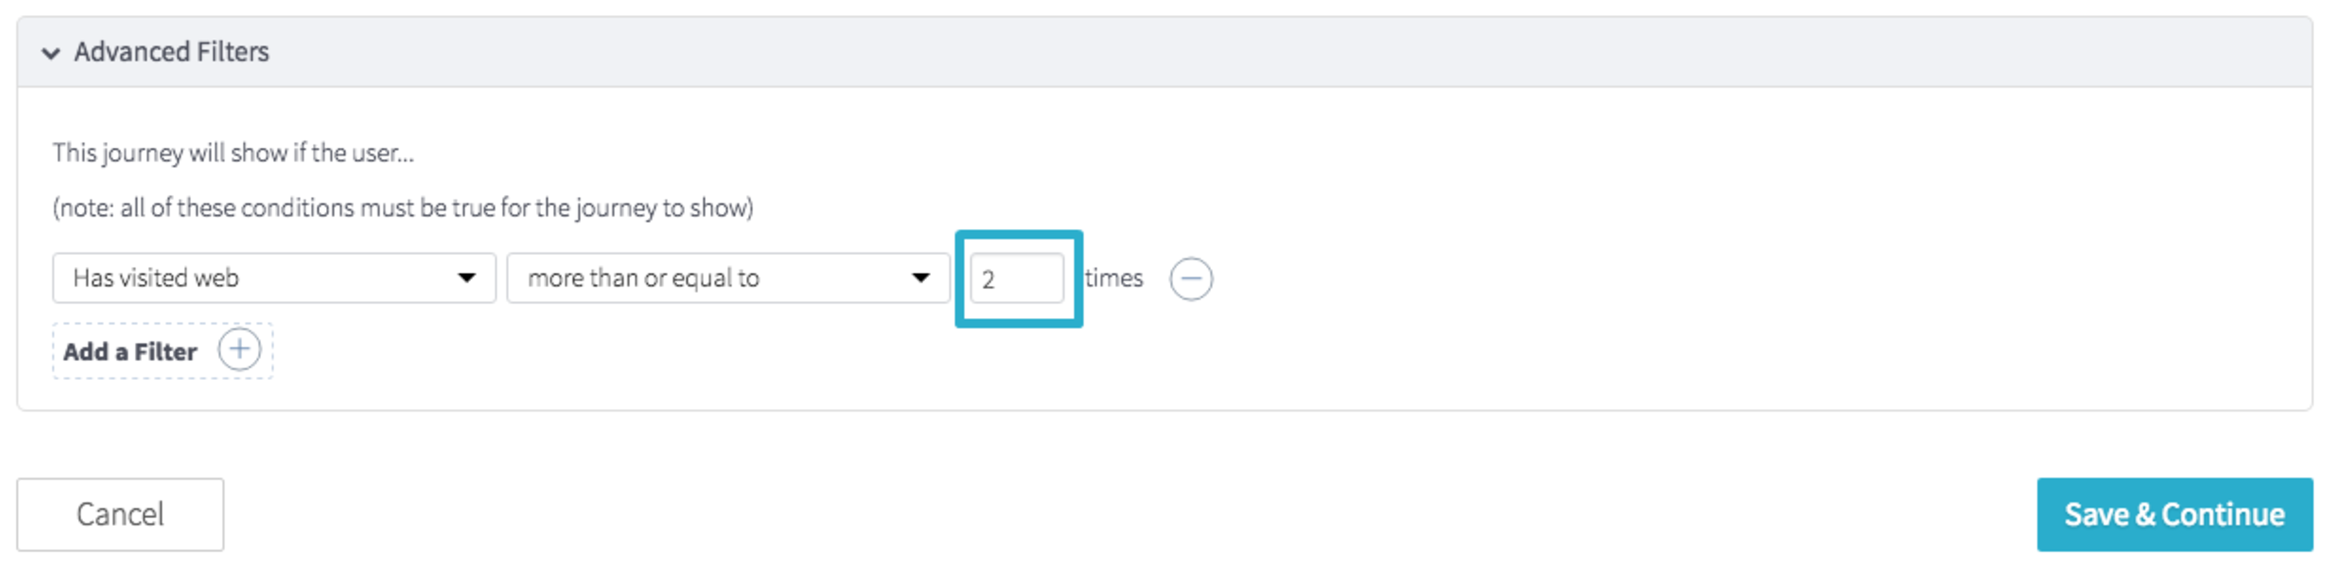 Advanced Filters
This journey will show if the user...
(note: all of these conditions must be true for the journey to show)
Has visited web more than or equal to 2 times
Add a Filter
Cancel Save & Continue